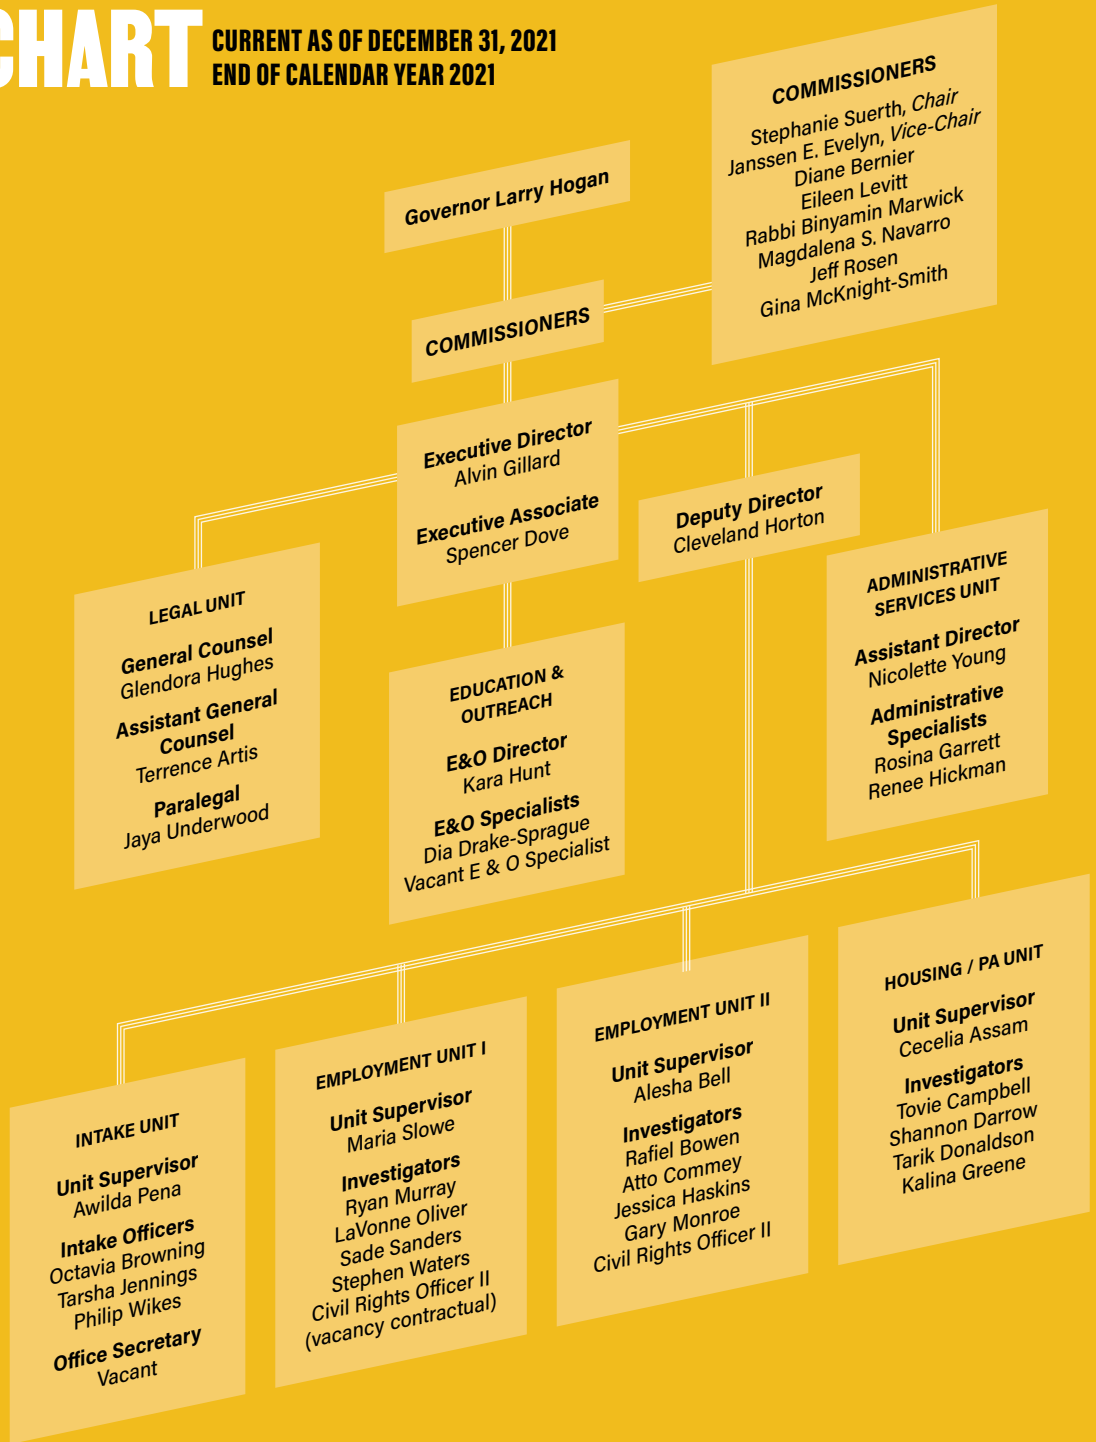 CHART
CURRENT AS OF DECEMBER 31, 2021
END OF CALENDAR YEAR 2021
COMMISSIONERS
Stephanie Suerth, Chair
Janssen E. Evelyn, Vice-Chair
Diane Bernier
Eileen Levitt
Rabbi Binyamin Marwick
Magdalena S. Navarro
Jeff Rosen
Gina McKnight-Smith
Governor Larry Hogan
COMMISSIONERS
Executive Director
Alvin Gillard
Executive Associate
Spencer Dove
Deputy Director
Cleveland Horton
LEGAL UNIT
General Counsel
Glendora Hughes
Assistant General
Counsel
Terrence Artis
Paralegal
Jaya Underwood
EDUCATION &
OUTREACH
E&O Director
Kara Hunt
E&O Specialists
Dia Drake-Sprague
Vacant E & O Specialist
ADMINISTRATIVE
SERVICES UNIT
Assistant Director
Nicolette Young
Administrative
Specialists
Rosina Garrett
Renee Hickman
INTAKE UNIT
Unit Supervisor
Awilda Pena
Intake Officers
Octavia Browning
Tarsha Jennings
Philip Wikes
Office Secretary
Vacant
EMPLOYMENT UNIT I
Unit Supervisor
Maria Slowe
Investigators
Ryan Murray
LaVonne Oliver
Sade Sanders
Stephen Waters
Civil Rights Officer II
(vacancy contractual)
EMPLOYMENT UNIT II
Unit Supervisor
Alesha Bell
Investigators
Rafiel Bowen
Atto Commey
Jessica Haskins
Gary Monroe
Civil Rights Officer II
HOUSING / PA UNIT
Unit Supervisor
Cecelia Assam
Investigators
Tovie Campbell
Shannon Darrow
Tarik Donaldson
Kalina Greene